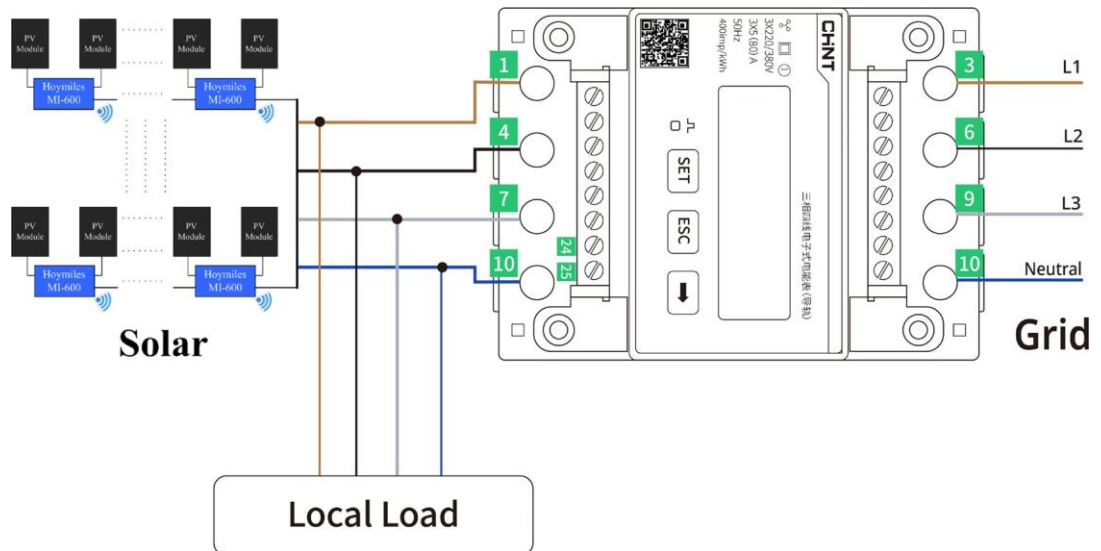 PV
Module
PV
Module
PV
Module
PV
Module
Hoymiles
MI-600
Hoymiles
MI-600
PV
Module
PV
Module
PV
Module
PV
Module
Hoymiles
MI-600
Hoymiles
MI-600
Solar
Local Load
1
4
7
10
24
25
CHNT
3X220/380V
3X5(80)A
50Hz
400imp/kWh
SET
ESC
三相四线电子式电能表(导轨)
3
6
9
10
L1
L2
L3
Neutral
Grid